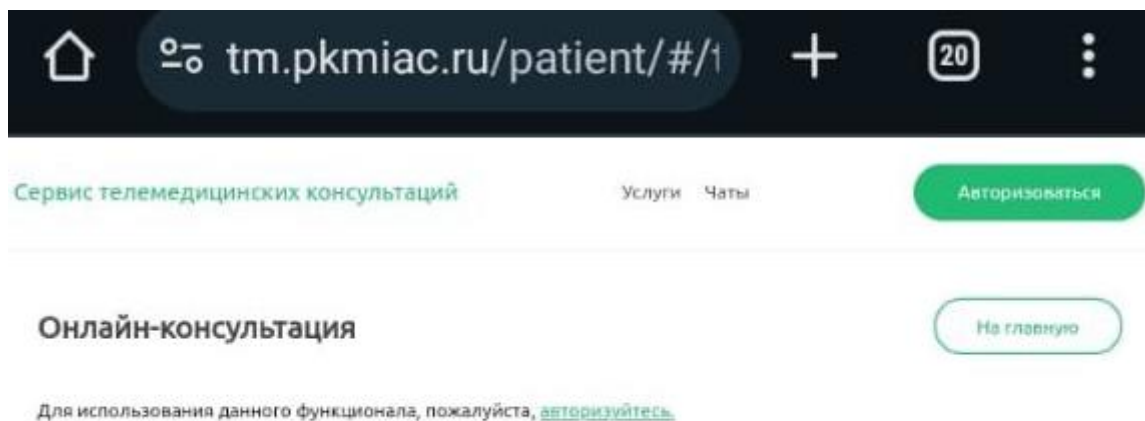 tm.pkmiac.ru/patient/#/t
20
Сервис телемедицинских консультаций
Услуги
Чаты
Авторизоваться
Онлайн-консультация
На главную
Для использования данного функционала, пожалуйста, авторизуйтесь.